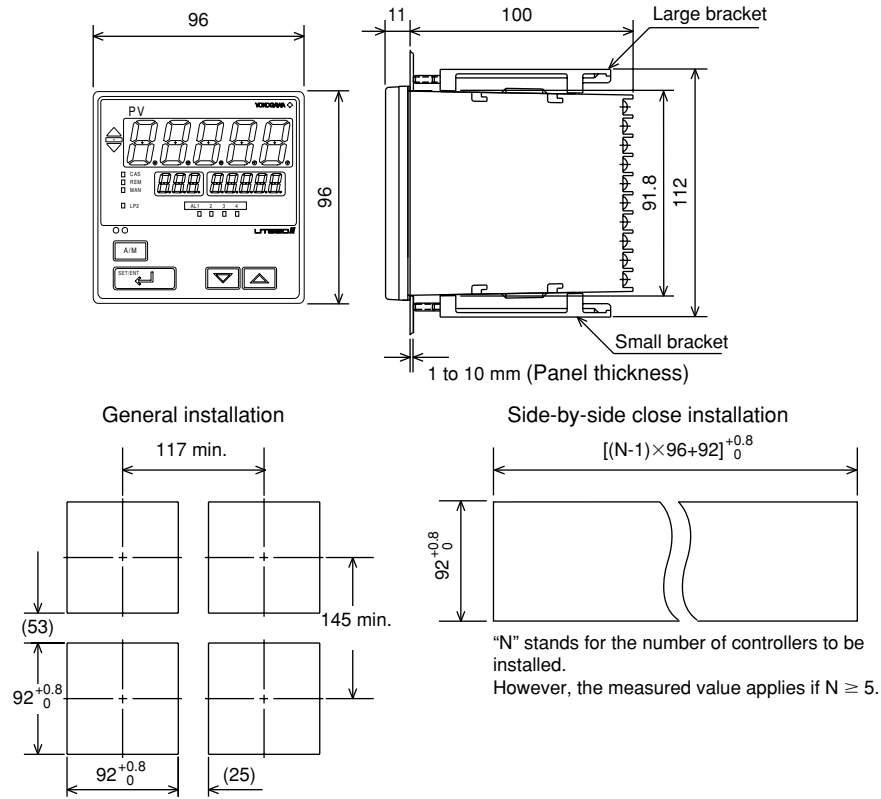 96
11
100
Large bracket
PV
YOKOGAWA
CAS
REM
MAN
LP2
AL1 2 3 4
UT550
A/M
SET/ENT
96
91.8
112
Small bracket
1 to 10 mm (Panel thickness)
General installation
117 min.
(53)
145 min.
92 +0.8 0
92 +0.8 0
(25)
Side-by-side close installation
[(N-1)×96+92] +0.8 0
92 +0.8 0
“N” stands for the number of controllers to be
installed.
However, the measured value applies if N ≥ 5.